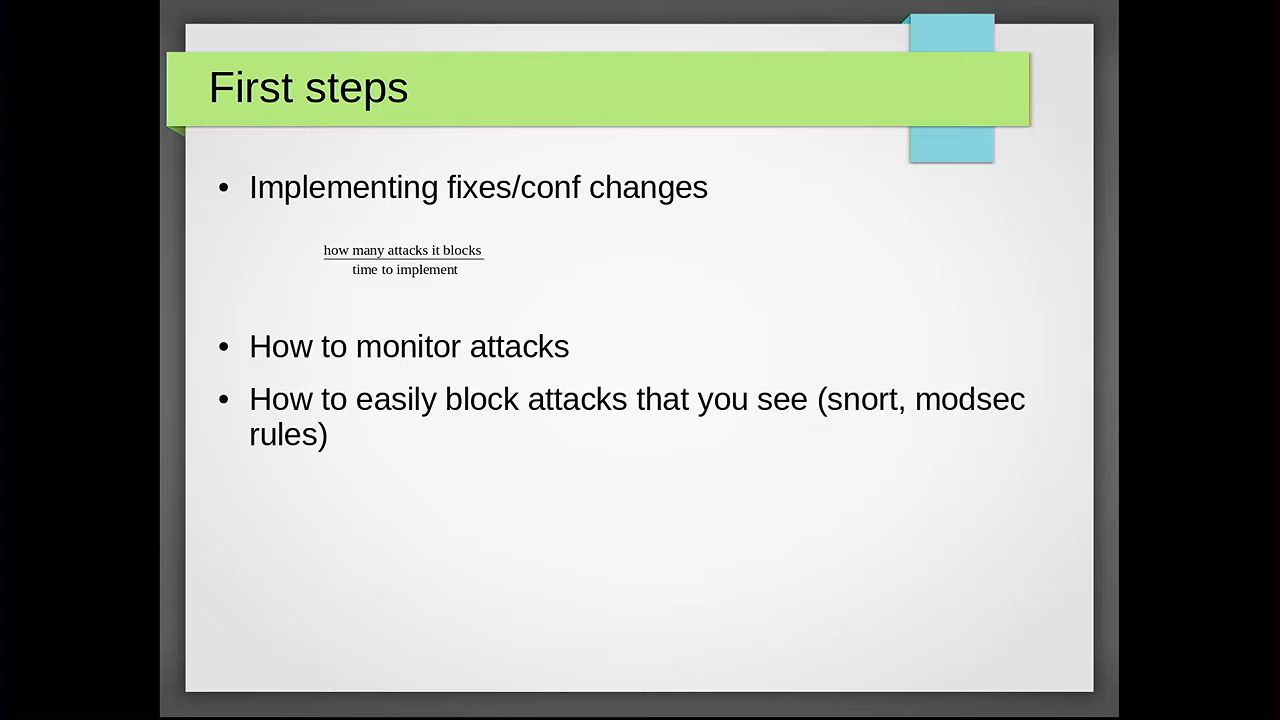 First steps
• Implementing fixes/conf changes
how many attacks it blocks
time to implement
• How to monitor attacks
• How to easily block attacks that you see (snort, modsec
rules)